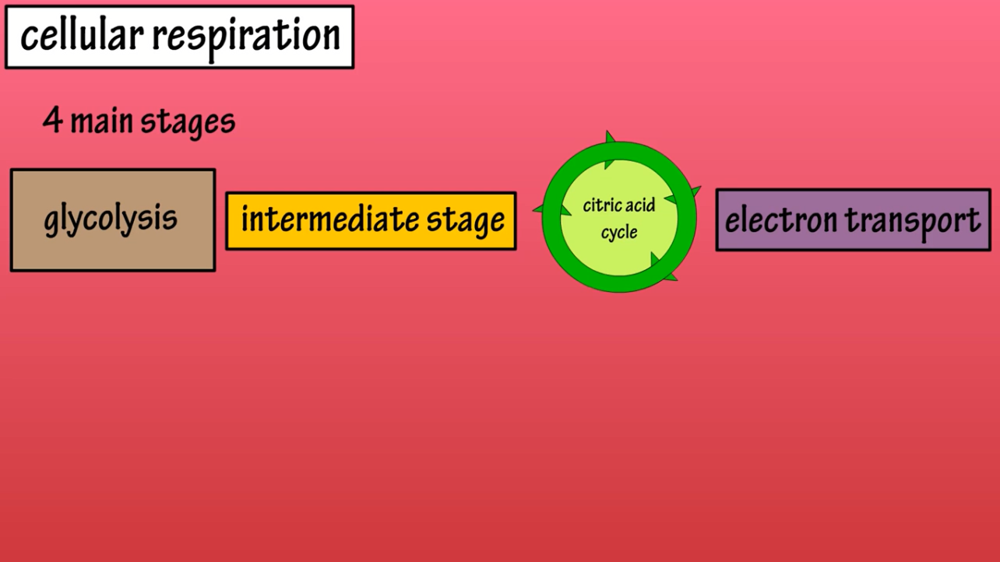 cellular respiration
4 main stages
glycolysis
intermediate stage
citric acid
cycle
electron transport